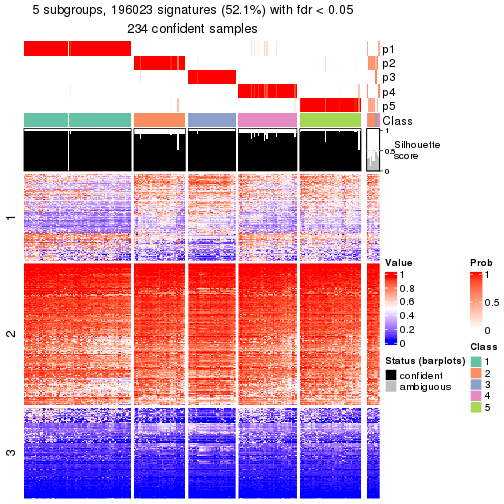 5 subgroups, 196023 signatures (52.1%) with fdr < 0.05
234 confident samples
p1
p2
p3
p4
p5
Class
1
0.5
0
Silhouette
score
1
2
3
Value
1
0.8
0.6
0.4
0.2
0
Prob
1
0.5
0
Status (barplots)
confident
ambiguous
Class
1
2
3
4
5